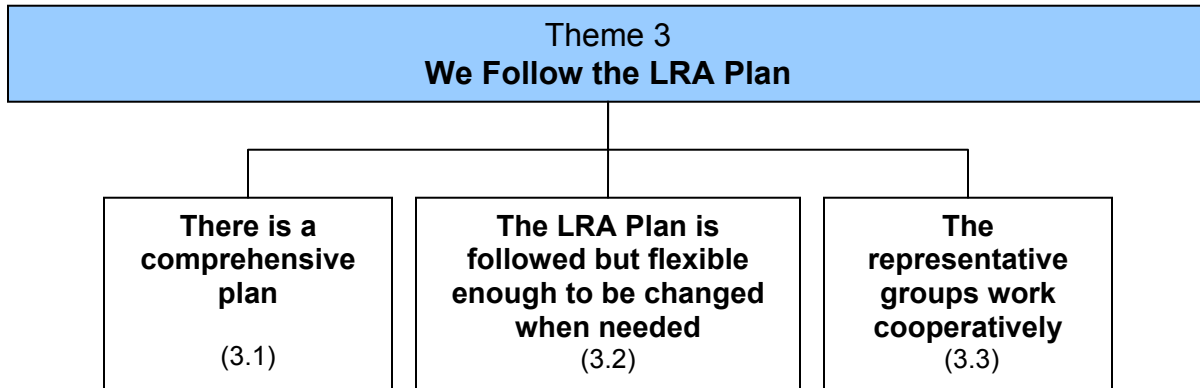 Theme 3
We Follow the LRA Plan
There is a
comprehensive
plan
(3.1)
The LRA Plan is
followed but flexible
enough to be changed
when needed
(3.2)
The
representative
groups work
cooperatively
(3.3)